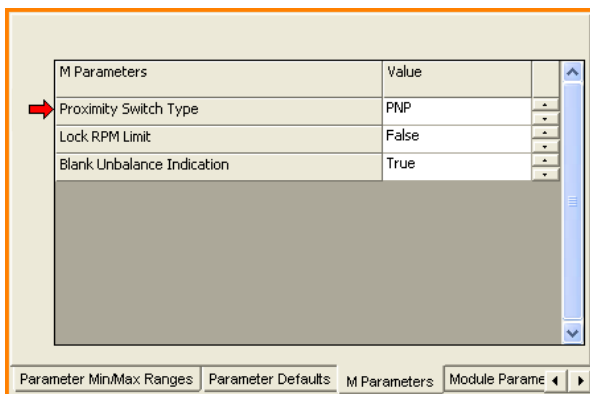 M Parameters Value
Proximity Switch Type PNP
Lock RPM Limit False
Blank Unbalance Indication True
Parameter Min/Max Ranges Parameter Defaults M Parameters Module Parame